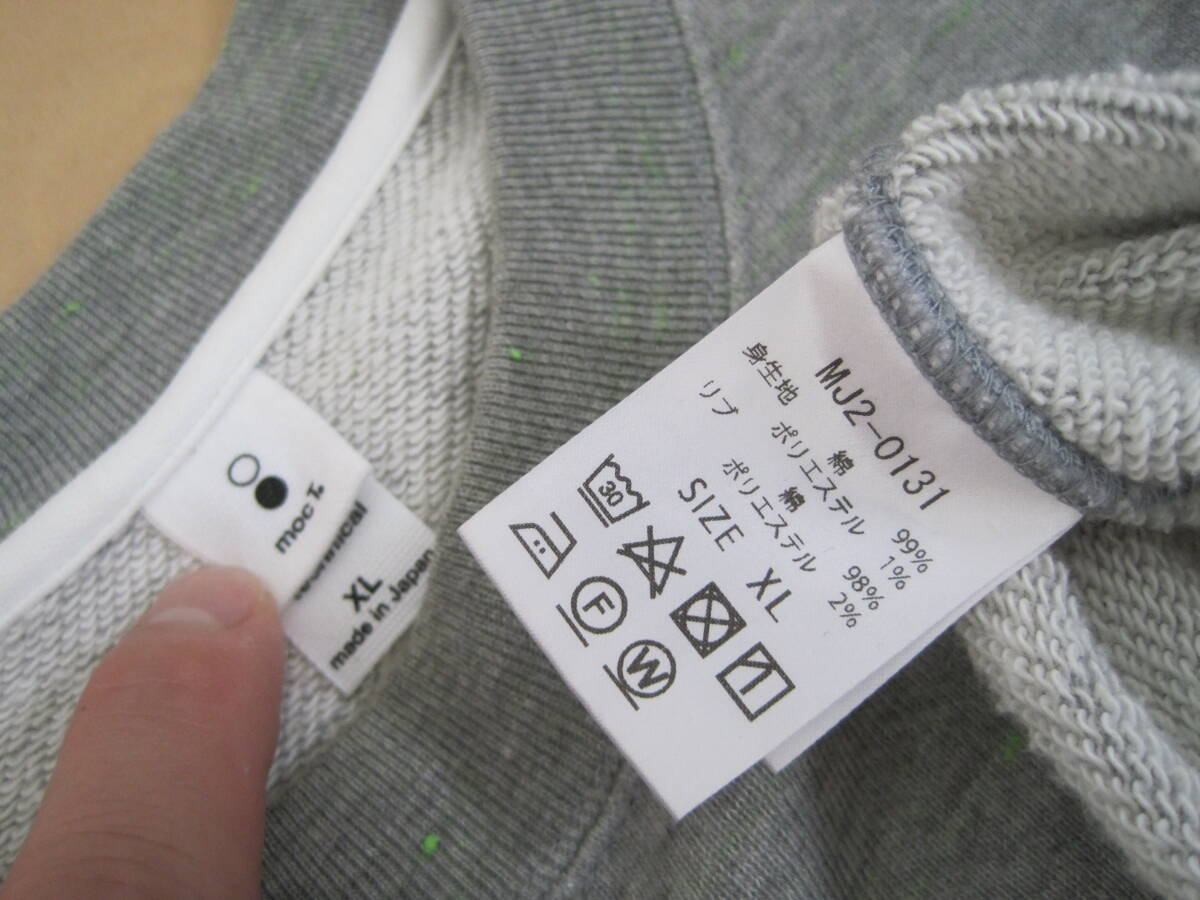 mocT
XL
made in Japan
MJ2-0131
身生地 綿 99%
ポリエステル 1%
リブ 綿 98%
ポリエステル 2%
SIZE XL
30
F
W